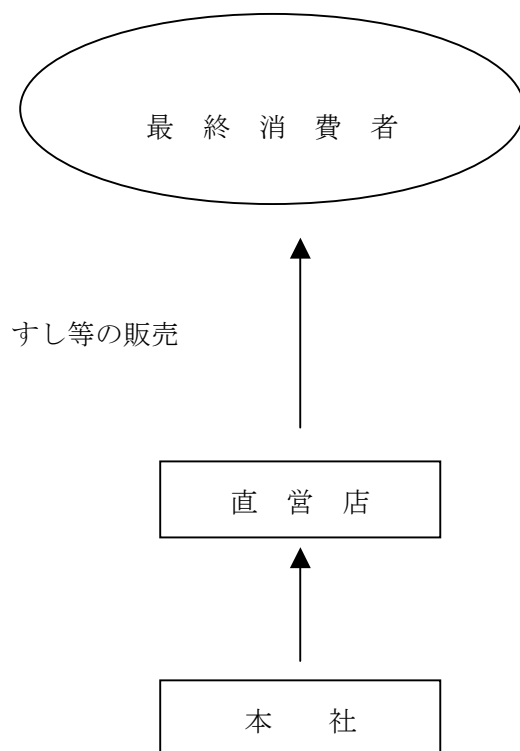 最 終 消 費 者
すし等の販売
直 営 店
本 社